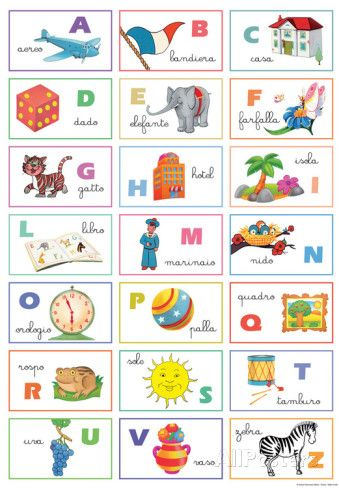 A
aereo
B
bandiera
C
casa
D
dado
E
elefante
F
farfalla
G
gatto
H
hotel
isola
I
L
libro
M
marinaio
N
nido
O
orologio
P
palla
quadro
Q
rospo
R
S
sole
T
tamburo
uva
U
V
vaso
zebra
Z
AllPosters